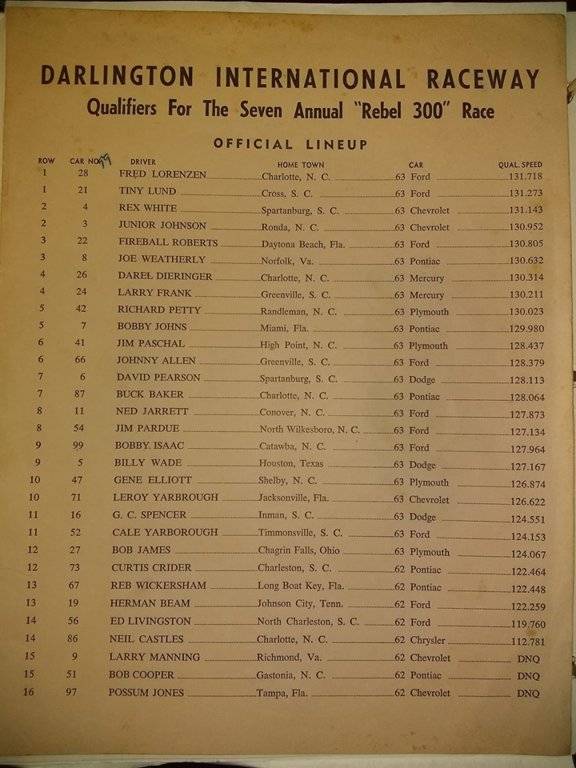 DARLINGTON INTERNATIONAL RACEWAY
Qualifiers For The Seven Annual "Rebel 300" Race
OFFICIAL LINEUP
ROW CAR NO. DRIVER HOME TOWN CAR QUAL. SPEED
1 28 FRED LORENZEN Charlotte, N. C. 63 Ford 131.718
1 21 TINY LUND Cross, S. C. 63 Ford 131.273
2 4 REX WHITE Spartanburg, S. C. 63 Chevrolet 131.143
2 3 JUNIOR JOHNSON Ronda, N. C. 63 Chevrolet 130.952
3 22 FIREBALL ROBERTS Daytona Beach, Fla. 63 Ford 130.805
3 8 JOE WEATHERLY Norfolk, Va. 63 Pontiac 130.632
4 26 DAREL DIERINGER Charlotte, N. C. 63 Mercury 130.314
4 24 LARRY FRANK Greenville, S. C. 63 Mercury 130.211
5 42 RICHARD PETTY Randleman, N. C. 63 Plymouth 130.023
5 7 BOBBY JOHNS Miami, Fla. 63 Pontiac 129.980
6 41 JIM PASCHAL High Point, N. C. 63 Plymouth 128.437
6 66 JOHNNY ALLEN Greenville, S. C. 63 Ford 128.379
7 6 DAVID PEARSON Spartanburg, S. C. 63 Dodge 128.113
7 87 BUCK BAKER Charlotte, N. C. 63 Pontiac 128.064
8 11 NED JARRETT Conover, N. C. 63 Ford 127.873
8 54 JIM PARDUE North Wilkesboro, N. C. 63 Ford 127.134
9 99 BOBBY. ISAAC Catawba, N. C. 63 Ford 127.964
9 5 BILLY WADE Houston, Texas 63 Dodge 127.167
10 47 GENE ELLIOTT Shelby, N. C. 63 Plymouth 126.874
10 71 LEROY YARBROUGH Jacksonville, Fla. 63 Chevrolet 126.622
11 16 G. C. SPENCER Inman, S. C. 63 Dodge 124.551
11 52 CALE YARBOROUGH Timmonsville, S. C. 63 Ford 124.153
12 27 BOB JAMES Chagrin Falls, Ohio 63 Plymouth 124.067
12 73 CURTIS CRIDER Charleston, S. C. 62 Pontiac 122.464
13 67 REB WICKERSHAM Long Boat Key, Fla. 62 Pontiac 122.448
13 19 HERMAN BEAM Johnson City, Tenn. 62 Ford 122.259
14 56 ED LIVINGSTON North Charleston, S. C. 62 Ford 119.760
14 86 NEIL CASTLES Charlotte, N. C. 62 Chrysler 112.781
15 9 LARRY MANNING Richmond, Va. 62 Chevrolet DNQ
15 51 BOB COOPER Gastonia, N. C. 62 Pontiac DNQ
16 97 POSSUM JONES Tampa, Fla. 62 Chevrolet DNQ